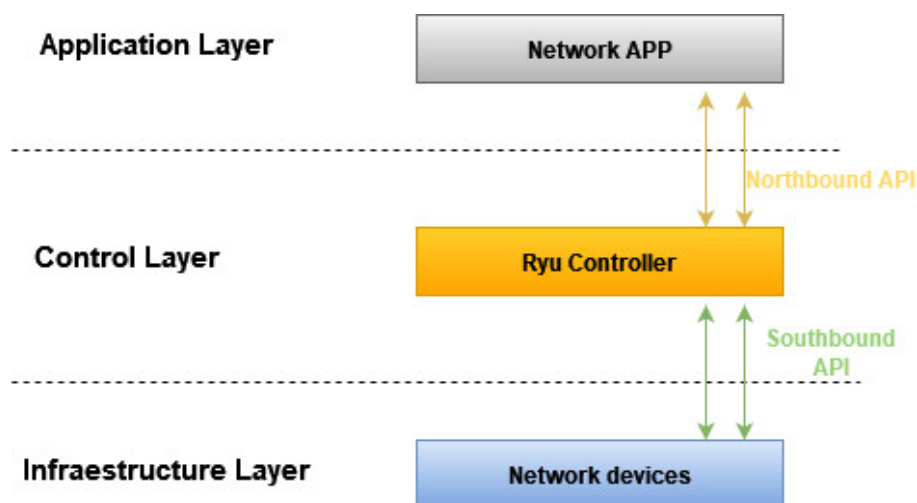 Application Layer
Network APP
Northbound API
Control Layer
Ryu Controller
Southbound
API
Infraestructure Layer
Network devices